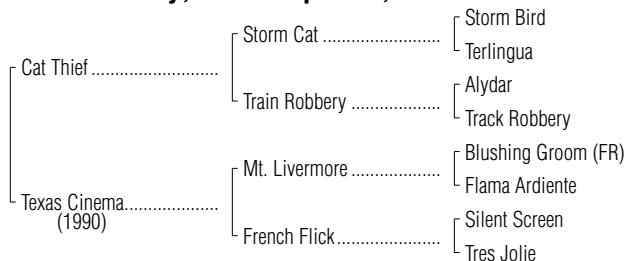 Storm Bird
Storm Cat ........................
Terlingua
Cat Thief ...........................
Alydar
Train Robbery .....................
Track Robbery
Blushing Groom (FR)
Mt. Livermore .....................
Flama Ardiente
Texas Cinema.....................
(1990)
Silent Screen
French Flick........................
Tres Jolie